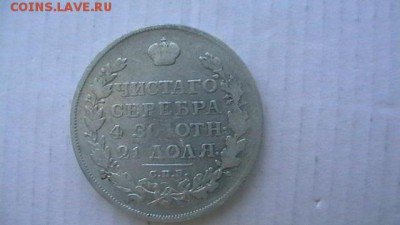 COINS.LAVE.RU
ЧИСТАГО
СЕРЕБРА
4 ЗОЛОТН.
21 ДОЛЯ.
С.П.Б.